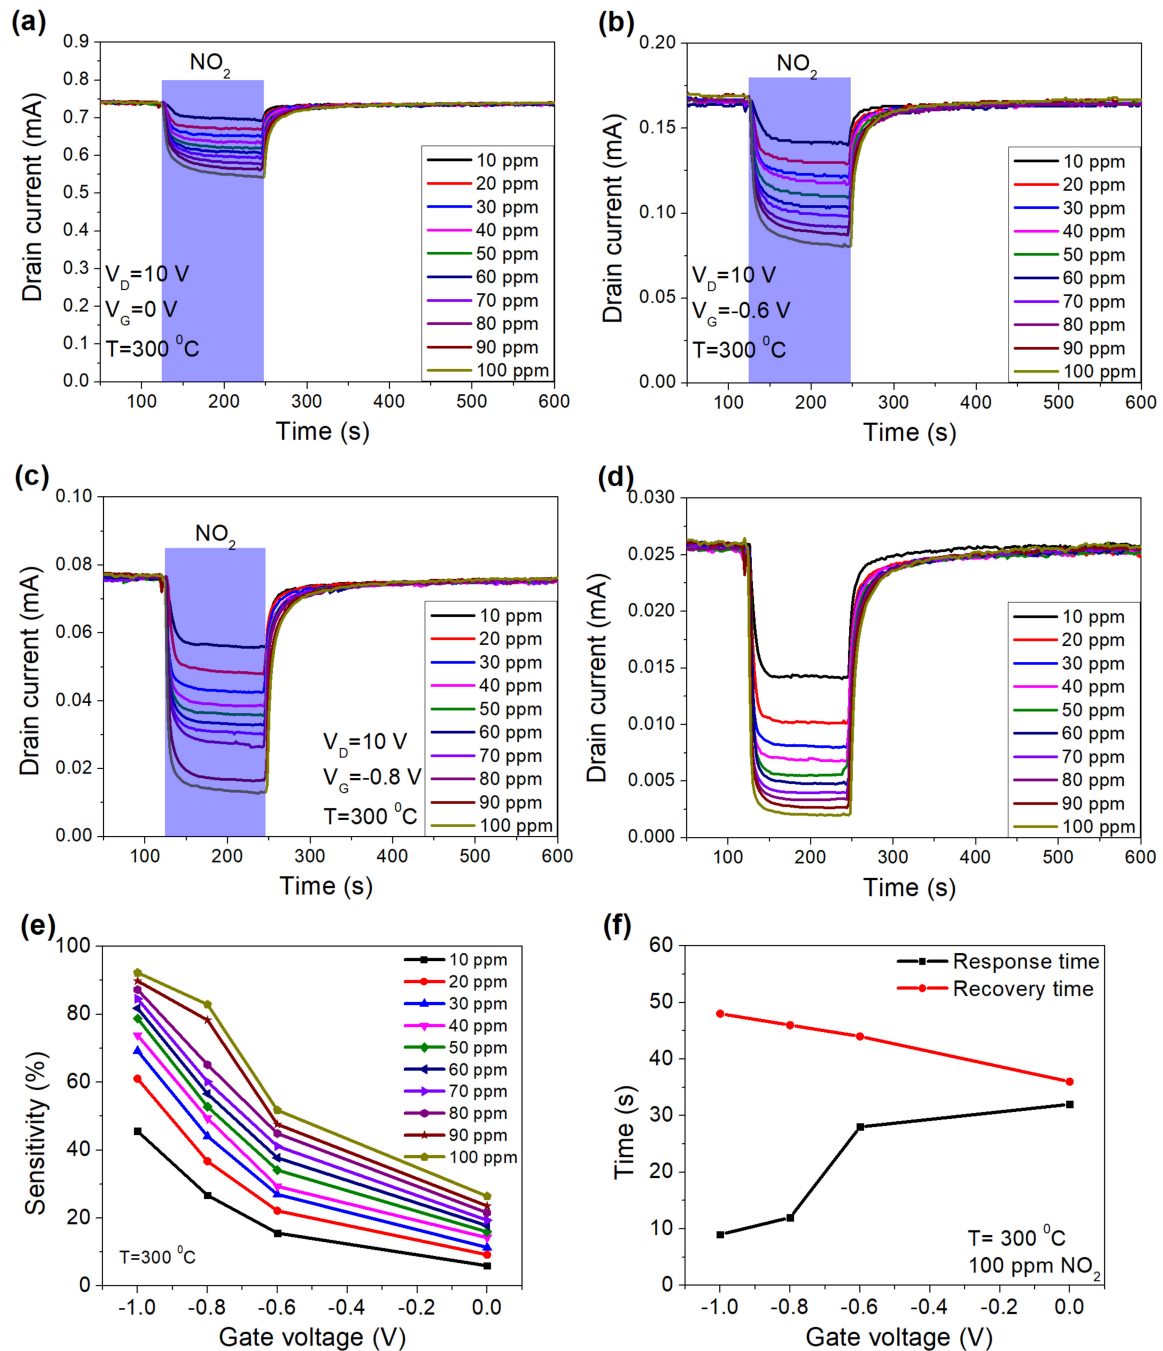 (a)
0.9
0.8
0.7
0.6
0.5
0.4
0.3
0.2
0.1
0.0
Drain current (mA)
NO2
VD=10 V
VG=0 V
T=300 0C
10 ppm
20 ppm
30 ppm
40 ppm
50 ppm
60 ppm
70 ppm
80 ppm
90 ppm
100 ppm
100 200 300 400 500 600
Time (s)
(b)
0.20
0.15
0.10
0.05
0.00
Drain current (mA)
NO2
VD=10 V
VG=-0.6 V
T=300 0C
10 ppm
20 ppm
30 ppm
40 ppm
50 ppm
60 ppm
70 ppm
80 ppm
90 ppm
100 ppm
100 200 300 400 500 600
Time (s)
(c)
0.10
0.08
0.06
0.04
0.02
0.00
Drain current (mA)
NO2
VD=10 V
VG=-0.8 V
T=300 0C
10 ppm
20 ppm
30 ppm
40 ppm
50 ppm
60 ppm
70 ppm
80 ppm
90 ppm
100 ppm
100 200 300 400 500 600
Time (s)
(d)
0.030
0.025
0.020
0.015
0.010
0.005
0.000
Drain current (mA)
10 ppm
20 ppm
30 ppm
40 ppm
50 ppm
60 ppm
70 ppm
80 ppm
90 ppm
100 ppm
100 200 300 400 500 600
Time (s)
(e)
100
80
60
40
20
0
Sensitivity (%)
10 ppm
20 ppm
30 ppm
40 ppm
50 ppm
60 ppm
70 ppm
80 ppm
90 ppm
100 ppm
T=300 0C
-1.0 -0.8 -0.6 -0.4 -0.2 0.0
Gate voltage (V)
(f)
60
50
40
30
20
10
0
Time (s)
Response time
Recovery time
T= 300 0C
100 ppm NO2
-1.0 -0.8 -0.6 -0.4 -0.2 0.0
Gate voltage (V)